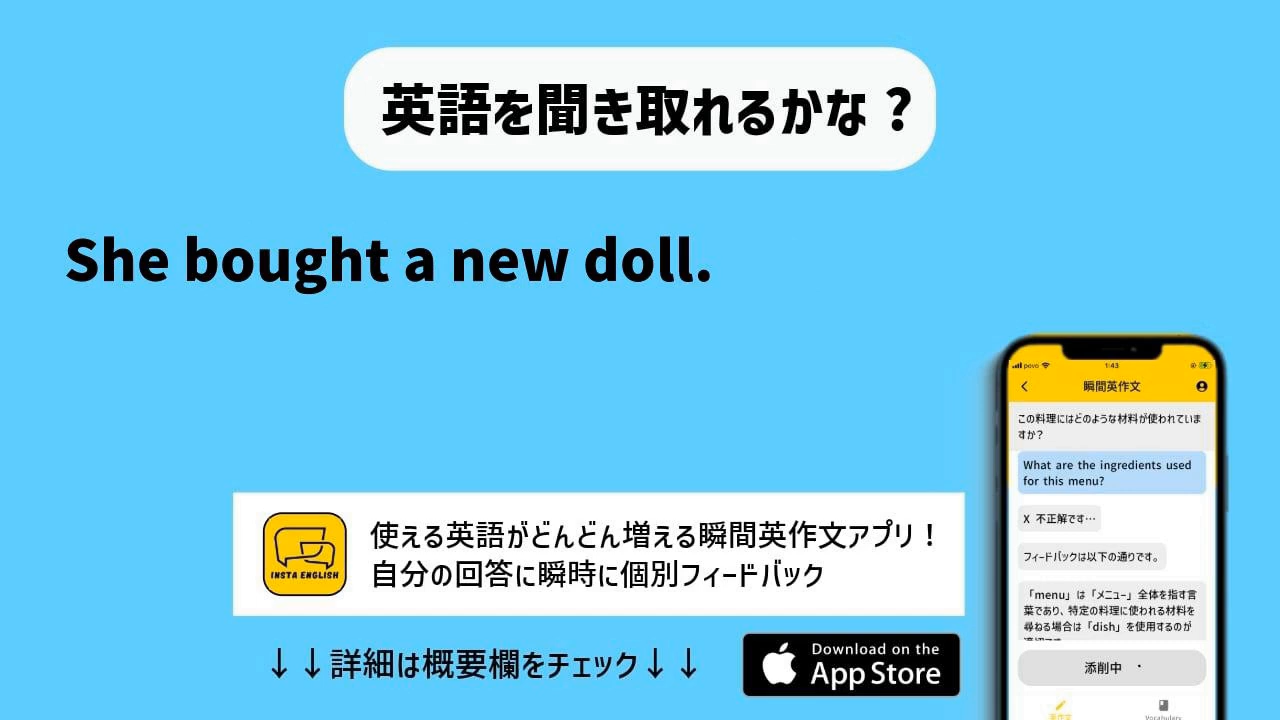 英語を聞き取れるかな？
She bought a new doll.
povo
1:43
瞬間英作文
この料理にはどのような材料が使われていま
すか？
What are the ingredients used
for this menu?
X 不正解です…
フィードバックは以下の通りです。
「menu」は「メニュー」全体を指す言
葉であり、特定の料理に使われる材料を
尋ねる場合は「dish」を使用するのが
添削中
英作文
Vocabulary
INSTA ENGLISH
使える英語がどんどん増える瞬間英作文アプリ！
自分の回答に瞬時に個別フィードバック
↓↓詳細は概要欄をチェック↓↓
Download on the
App Store